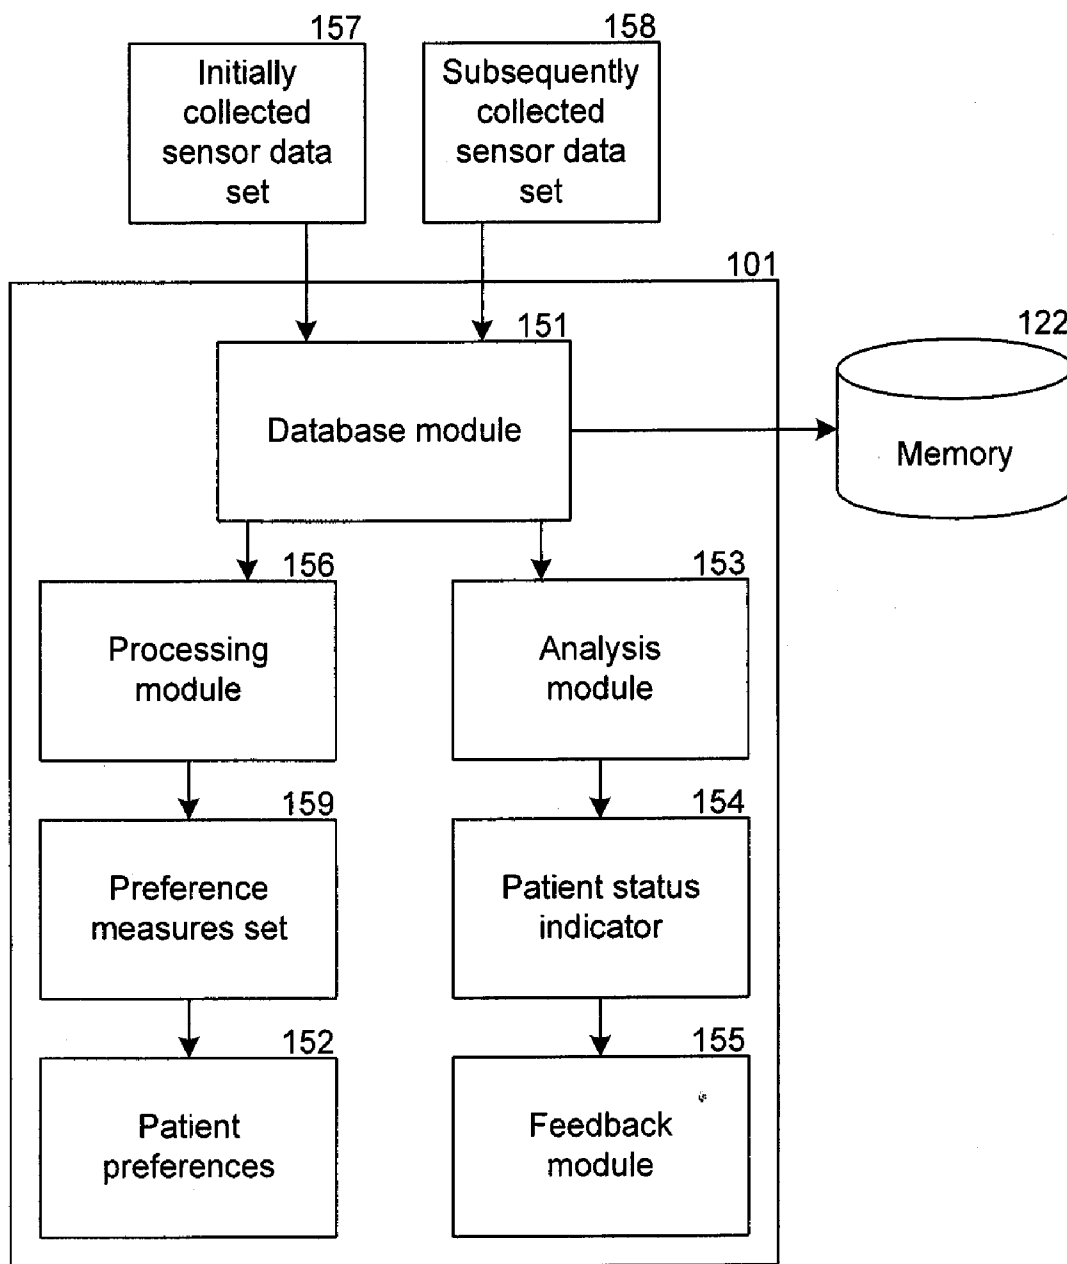 157
158
Initially
collected
sensor data
set
Subsequently
collected
sensor data
set
101
151
122
Database module
Memory
156
153
Processing
module
Analysis
module
159
154
Preference
measures set
Patient status
indicator
152
155
Patient
preferences
Feedback
module